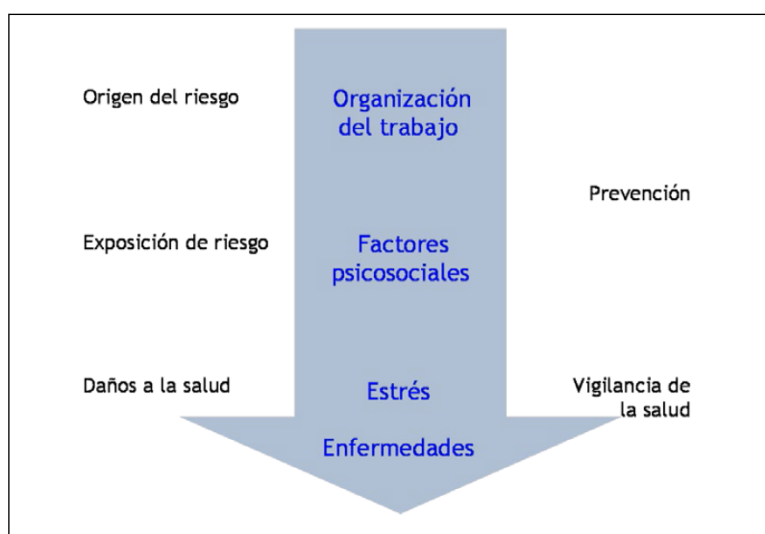 Origen del riesgo
Organización
del trabajo
Prevención
Exposición de riesgo
Factores
psicosociales
Daños a la salud
Estrés
Vigilancia de
la salud
Enfermedades